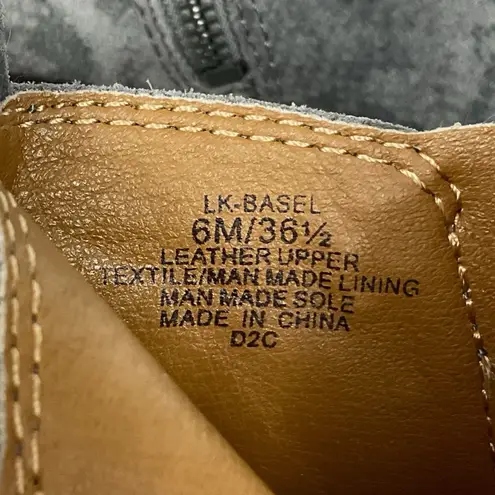 LK-BASEL
6M/36½
LEATHER UPPER
TEXTILE/MAN MADE LINING
MAN MADE SOLE
MADE IN CHINA
D2C